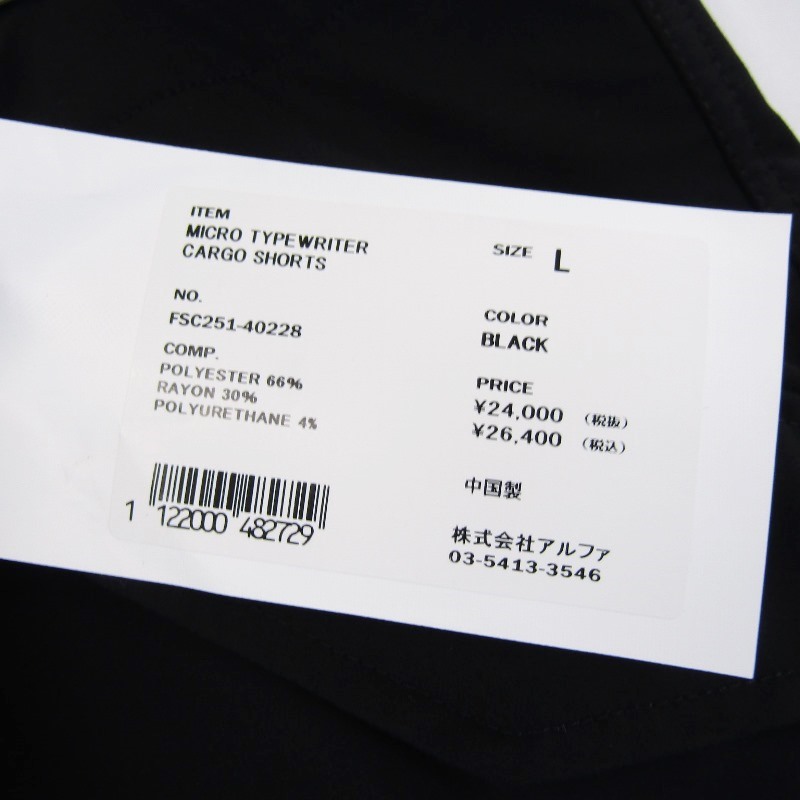 ITEM
MICRO TYPEWRITER
CARGO SHORTS
NO.
FSC251-40228
COMP.
POLYESTER 66%
RAYON 30%
POLYURETHANE 4%
1 122000 482729
SIZE L
COLOR
BLACK
PRICE
¥24,000 (税抜)
¥26,400 (税込)
中国製
株式会社アルファ
03-5413-3546